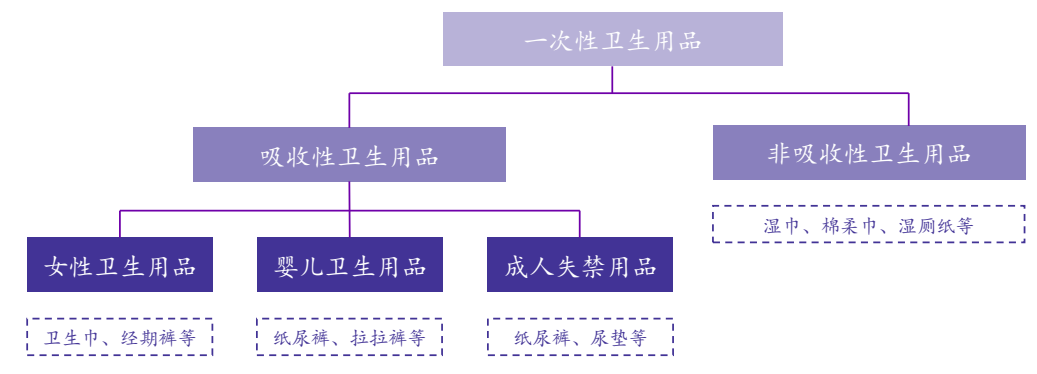 一次性卫生用品
吸收性卫生用品
非吸收性卫生用品
湿巾、棉柔巾、湿厕纸等
女性卫生用品
婴儿卫生用品
成人失禁用品
卫生巾、经期裤等
纸尿裤、拉拉裤等
纸尿裤、尿垫等